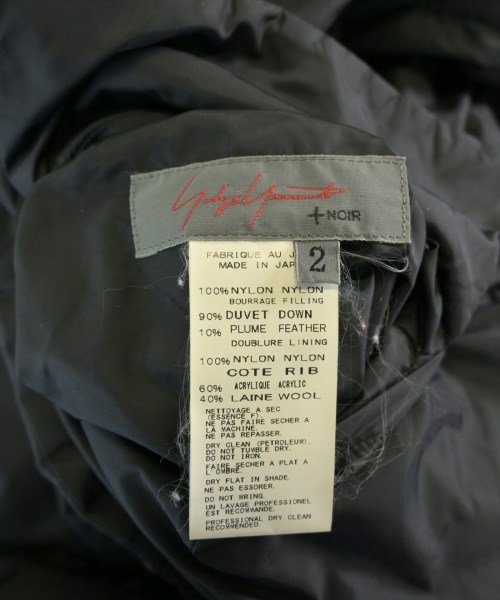 Yohji Yamamoto
+NOIR
2
FABRIQUE AU J
MADE IN JAP
100% NYLON NYLON
BOURRAGE FILLING
90% DUVET DOWN
10% PLUME FEATHER
DOUBLURE LINING
100% NYLON NYLON
COTE RIB
60% ACRYLIQUE ACRYLIC
40% LAINE WOOL
NETTOYAGE A SEC
(ESSENCE F).
NE PAS FAIRE SECHER A
LA MACHINE.
NE PAS REPASSER.
DRY CLEAN (PETROLEUM).
DO NOT TUMBLE DRY.
DO NOT IRON.
FAIRE SECHER A PLAT A
L'OMBRE.
DRY FLAT IN SHADE.
NE PAS ESSORER.
DO NOT WRING.
UN LAVAGE PROFESSIONEL
EST RECOMMANDE.
PROFESSIONAL DRY CLEAN
RECOMMENDED.